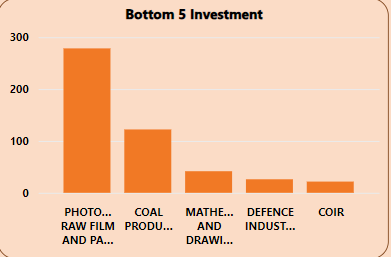 Bottom 5 Investment
300
200
100
0
PHOTO...
RAW FILM
AND PA...
COAL
PRODU...
MATHE...
AND
DRAWI...
DEFENCE
INDUST...
COIR